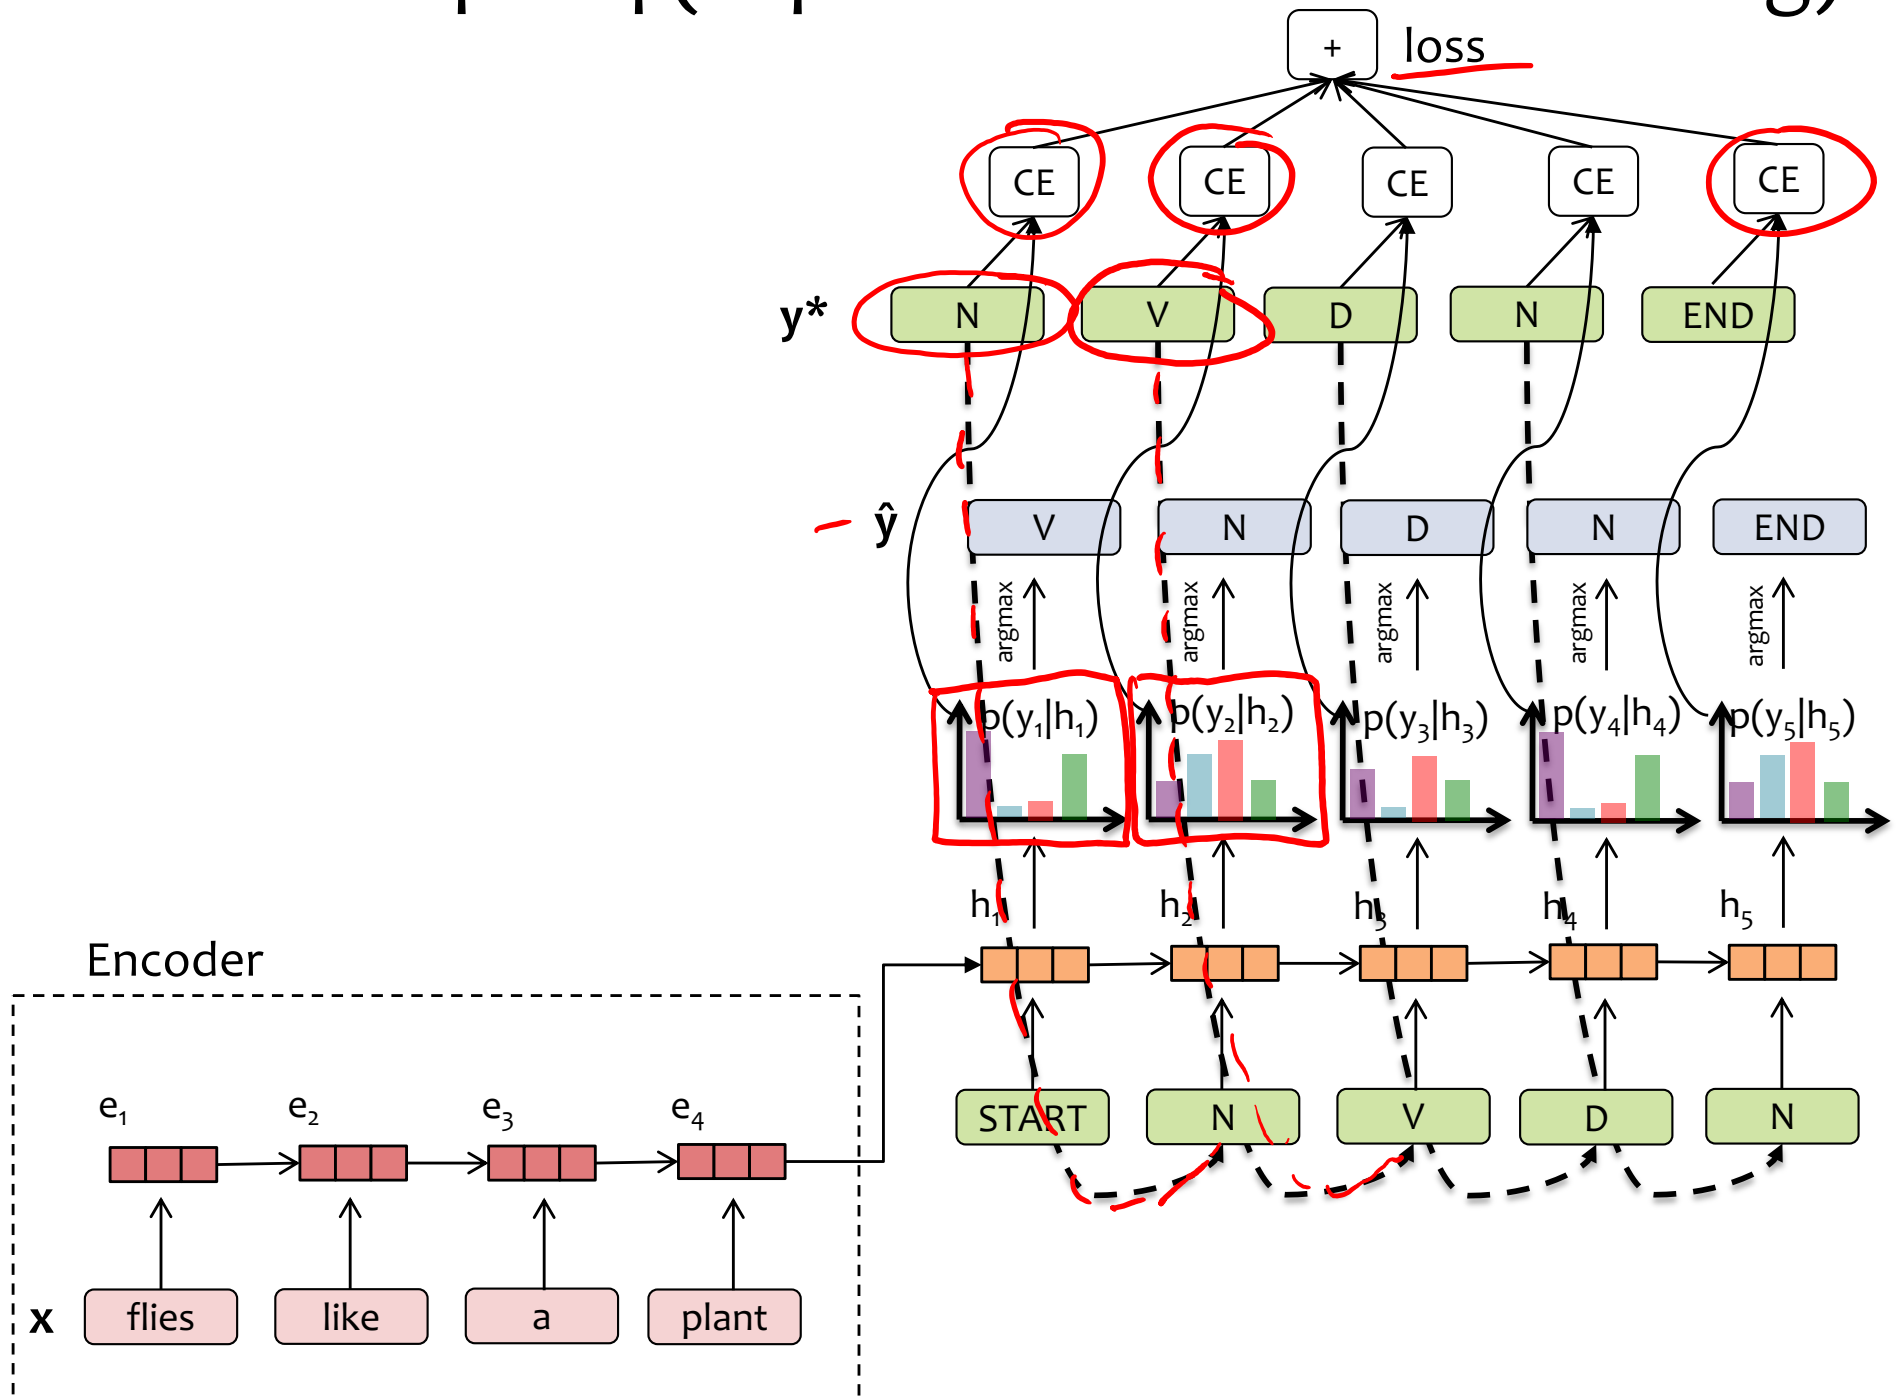 + loss
CE CE CE CE CE
y* N V D N END
ŷ V N D N END
argmax argmax argmax argmax argmax
p(y₁|h₁) p(y₂|h₂) p(y₃|h₃) p(y₄|h₄) p(y₅|h₅)
h₁ h₂ h₃ h₄ h₅
Encoder
START N V D N
e₁ e₂ e₃ e₄
x flies like a plant